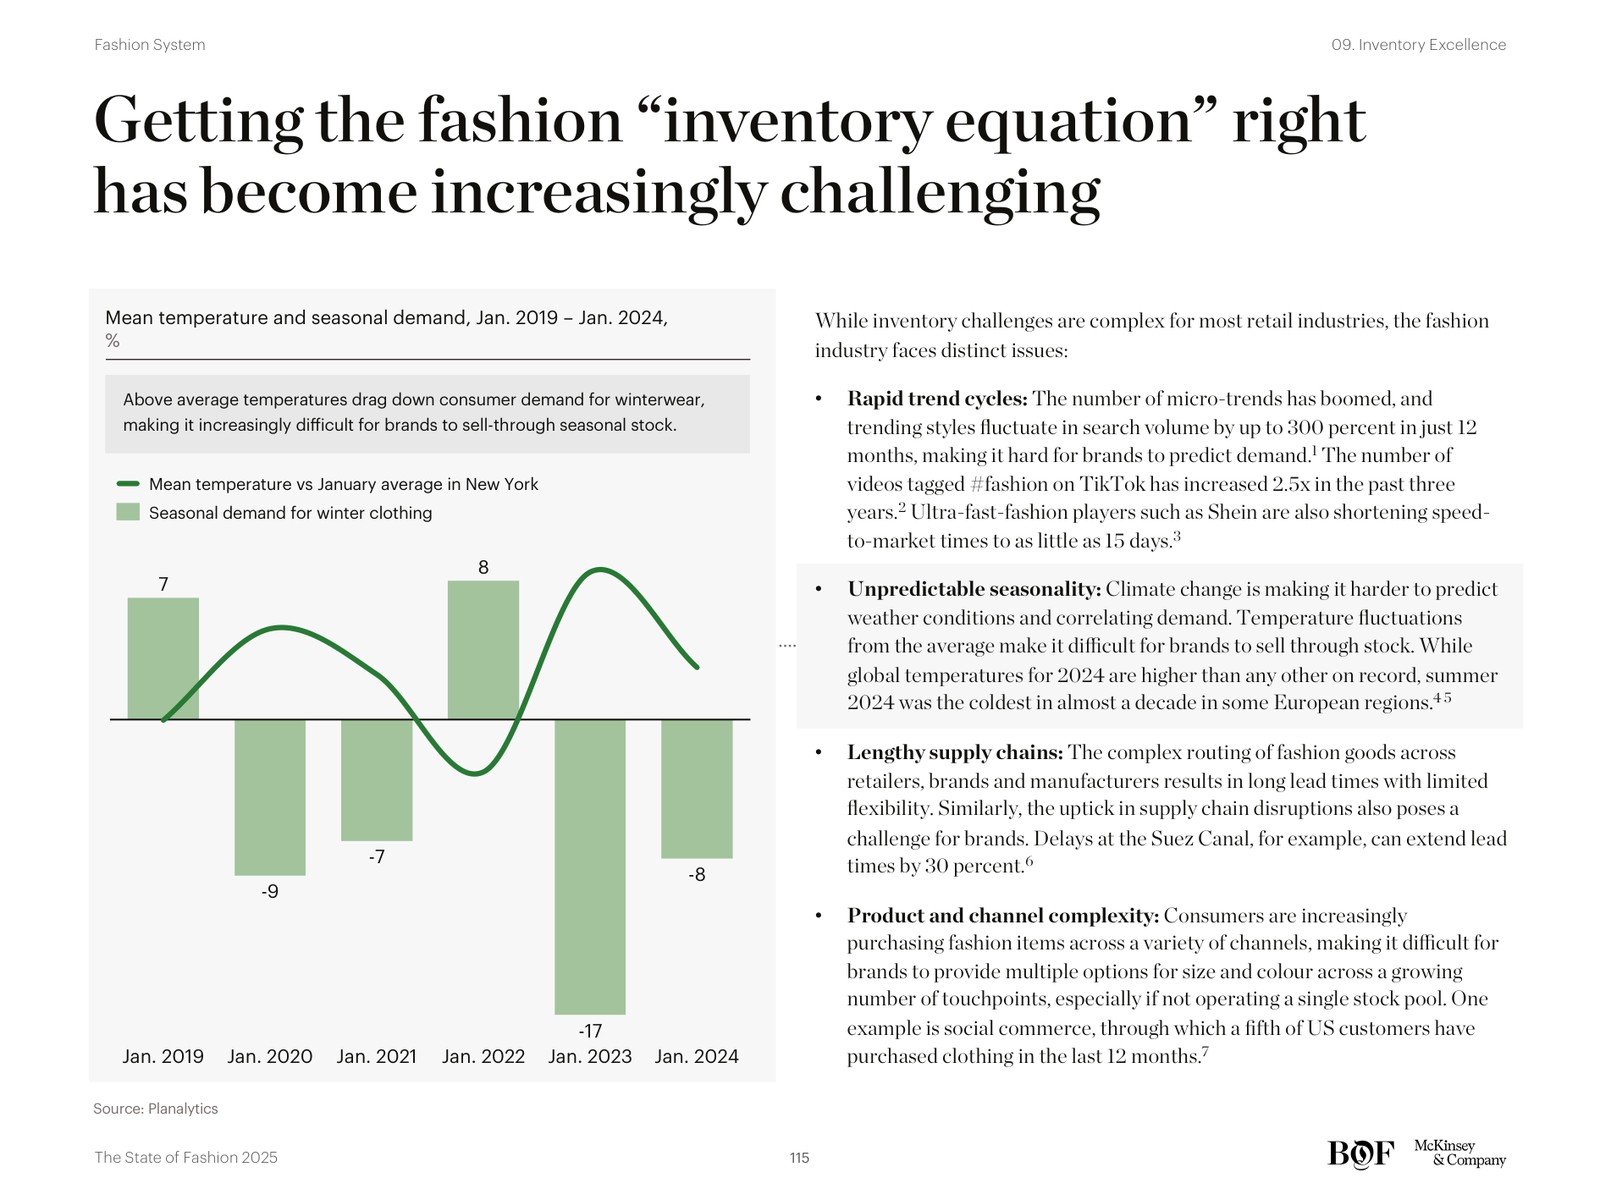 Fashion System
09. Inventory Excellence
Getting the fashion “inventory equation” right
has become increasingly challenging
Mean temperature and seasonal demand, Jan. 2019 – Jan. 2024,
%
Above average temperatures drag down consumer demand for winterwear,
making it increasingly difficult for brands to sell-through seasonal stock.
Mean temperature vs January average in New York
Seasonal demand for winter clothing
7
-9
-7
8
-17
-8
Jan. 2019
Jan. 2020
Jan. 2021
Jan. 2022
Jan. 2023
Jan. 2024
Source: Planalytics
While inventory challenges are complex for most retail industries, the fashion
industry faces distinct issues:
• Rapid trend cycles: The number of micro-trends has boomed, and
trending styles fluctuate in search volume by up to 300 percent in just 12
months, making it hard for brands to predict demand.1 The number of
videos tagged #fashion on TikTok has increased 2.5x in the past three
years.2 Ultra-fast-fashion players such as Shein are also shortening speed-
to-market times to as little as 15 days.3
• Unpredictable seasonality: Climate change is making it harder to predict
weather conditions and correlating demand. Temperature fluctuations
from the average make it difficult for brands to sell through stock. While
global temperatures for 2024 are higher than any other on record, summer
2024 was the coldest in almost a decade in some European regions.4 5
• Lengthy supply chains: The complex routing of fashion goods across
retailers, brands and manufacturers results in long lead times with limited
flexibility. Similarly, the uptick in supply chain disruptions also poses a
challenge for brands. Delays at the Suez Canal, for example, can extend lead
times by 30 percent.6
• Product and channel complexity: Consumers are increasingly
purchasing fashion items across a variety of channels, making it difficult for
brands to provide multiple options for size and colour across a growing
number of touchpoints, especially if not operating a single stock pool. One
example is social commerce, through which a fifth of US customers have
purchased clothing in the last 12 months.7
The State of Fashion 2025
115
BOF
McKinsey
& Company